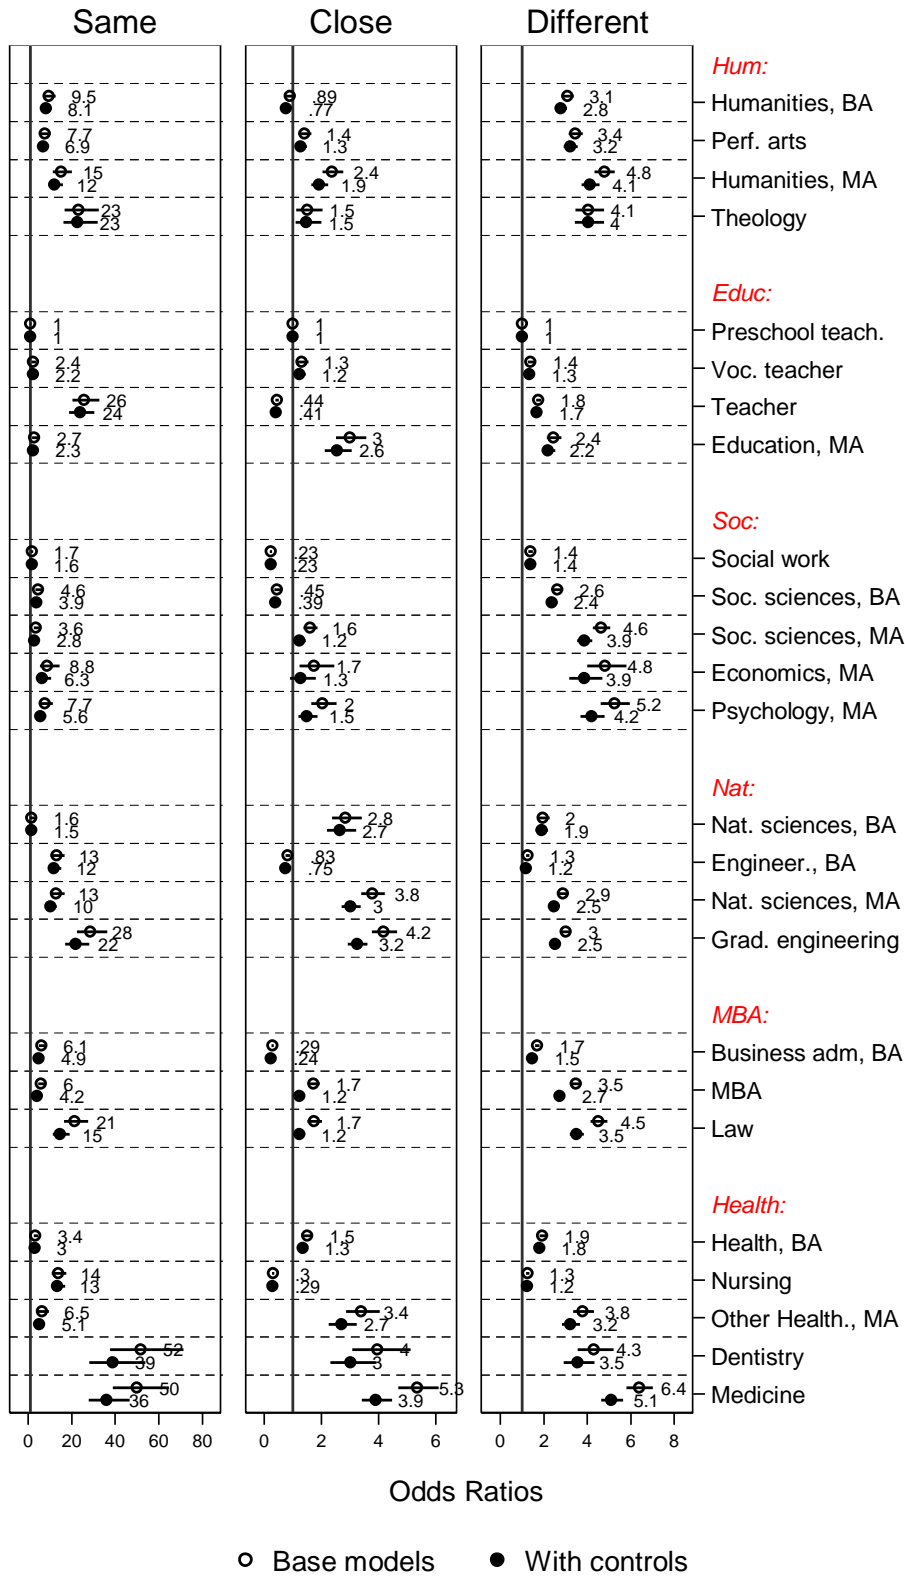 Same Close Different
Hum:
9.5 .89 3.1 Humanities, BA
8.1 .77 2.8
7.7 1.4 3.4 Perf. arts
6.9 1.3 3.2
15 2.4 4.8 Humanities, MA
12 1.9 4.1
23 1.5 4.1 Theology
23 1.5 4
Educ:
1 1 1 Preschool teach.
1 1 1
2.4 1.3 1.4 Voc. teacher
2.2 1.2 1.3
26 .44 1.8 Teacher
24 .41 1.7
2.7 3 2.4 Education, MA
2.3 2.6 2.2
Soc:
1.7 .23 1.4 Social work
1.6 .23 1.4
4.6 .45 2.6 Soc. sciences, BA
3.9 .39 2.4
3.6 1.6 4.6 Soc. sciences, MA
2.8 1.2 3.9
8.8 1.7 4.8 Economics, MA
6.3 1.3 3.9
7.7 2 5.2 Psychology, MA
5.6 1.5 4.2
Nat:
1.6 2.8 2 Nat. sciences, BA
1.5 2.7 1.9
13 .83 1.3 Engineer., BA
12 .75 1.2
13 3.8 2.9 Nat. sciences, MA
10 3 2.5
28 4.2 3 Grad. engineering
22 3.2 2.5
MBA:
6.1 .29 1.7 Business adm, BA
4.9 .24 1.5
6 1.7 3.5 MBA
4.2 1.2 2.7
21 1.7 4.5 Law
15 1.2 3.5
Health:
3.4 1.5 1.9 Health, BA
3 1.3 1.8
14 .3 1.3 Nursing
13 .29 1.2
6.5 3.4 3.8 Other Health., MA
5.1 2.7 3.2
52 4 4.3 Dentistry
39 3 3.5
50 5.3 6.4 Medicine
36 3.9 5.1
0 20 40 60 80 0 2 4 6 0 2 4 6 8
Odds Ratios
Base models With controls